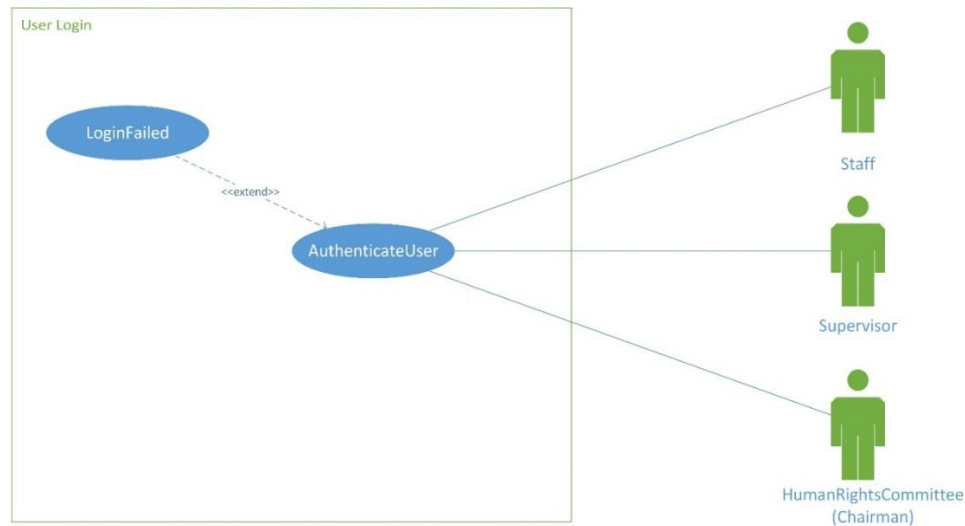 User Login
LoginFailed
<<extend>>
AuthenticateUser
Staff
Supervisor
HumanRightsCommittee
(Chairman)